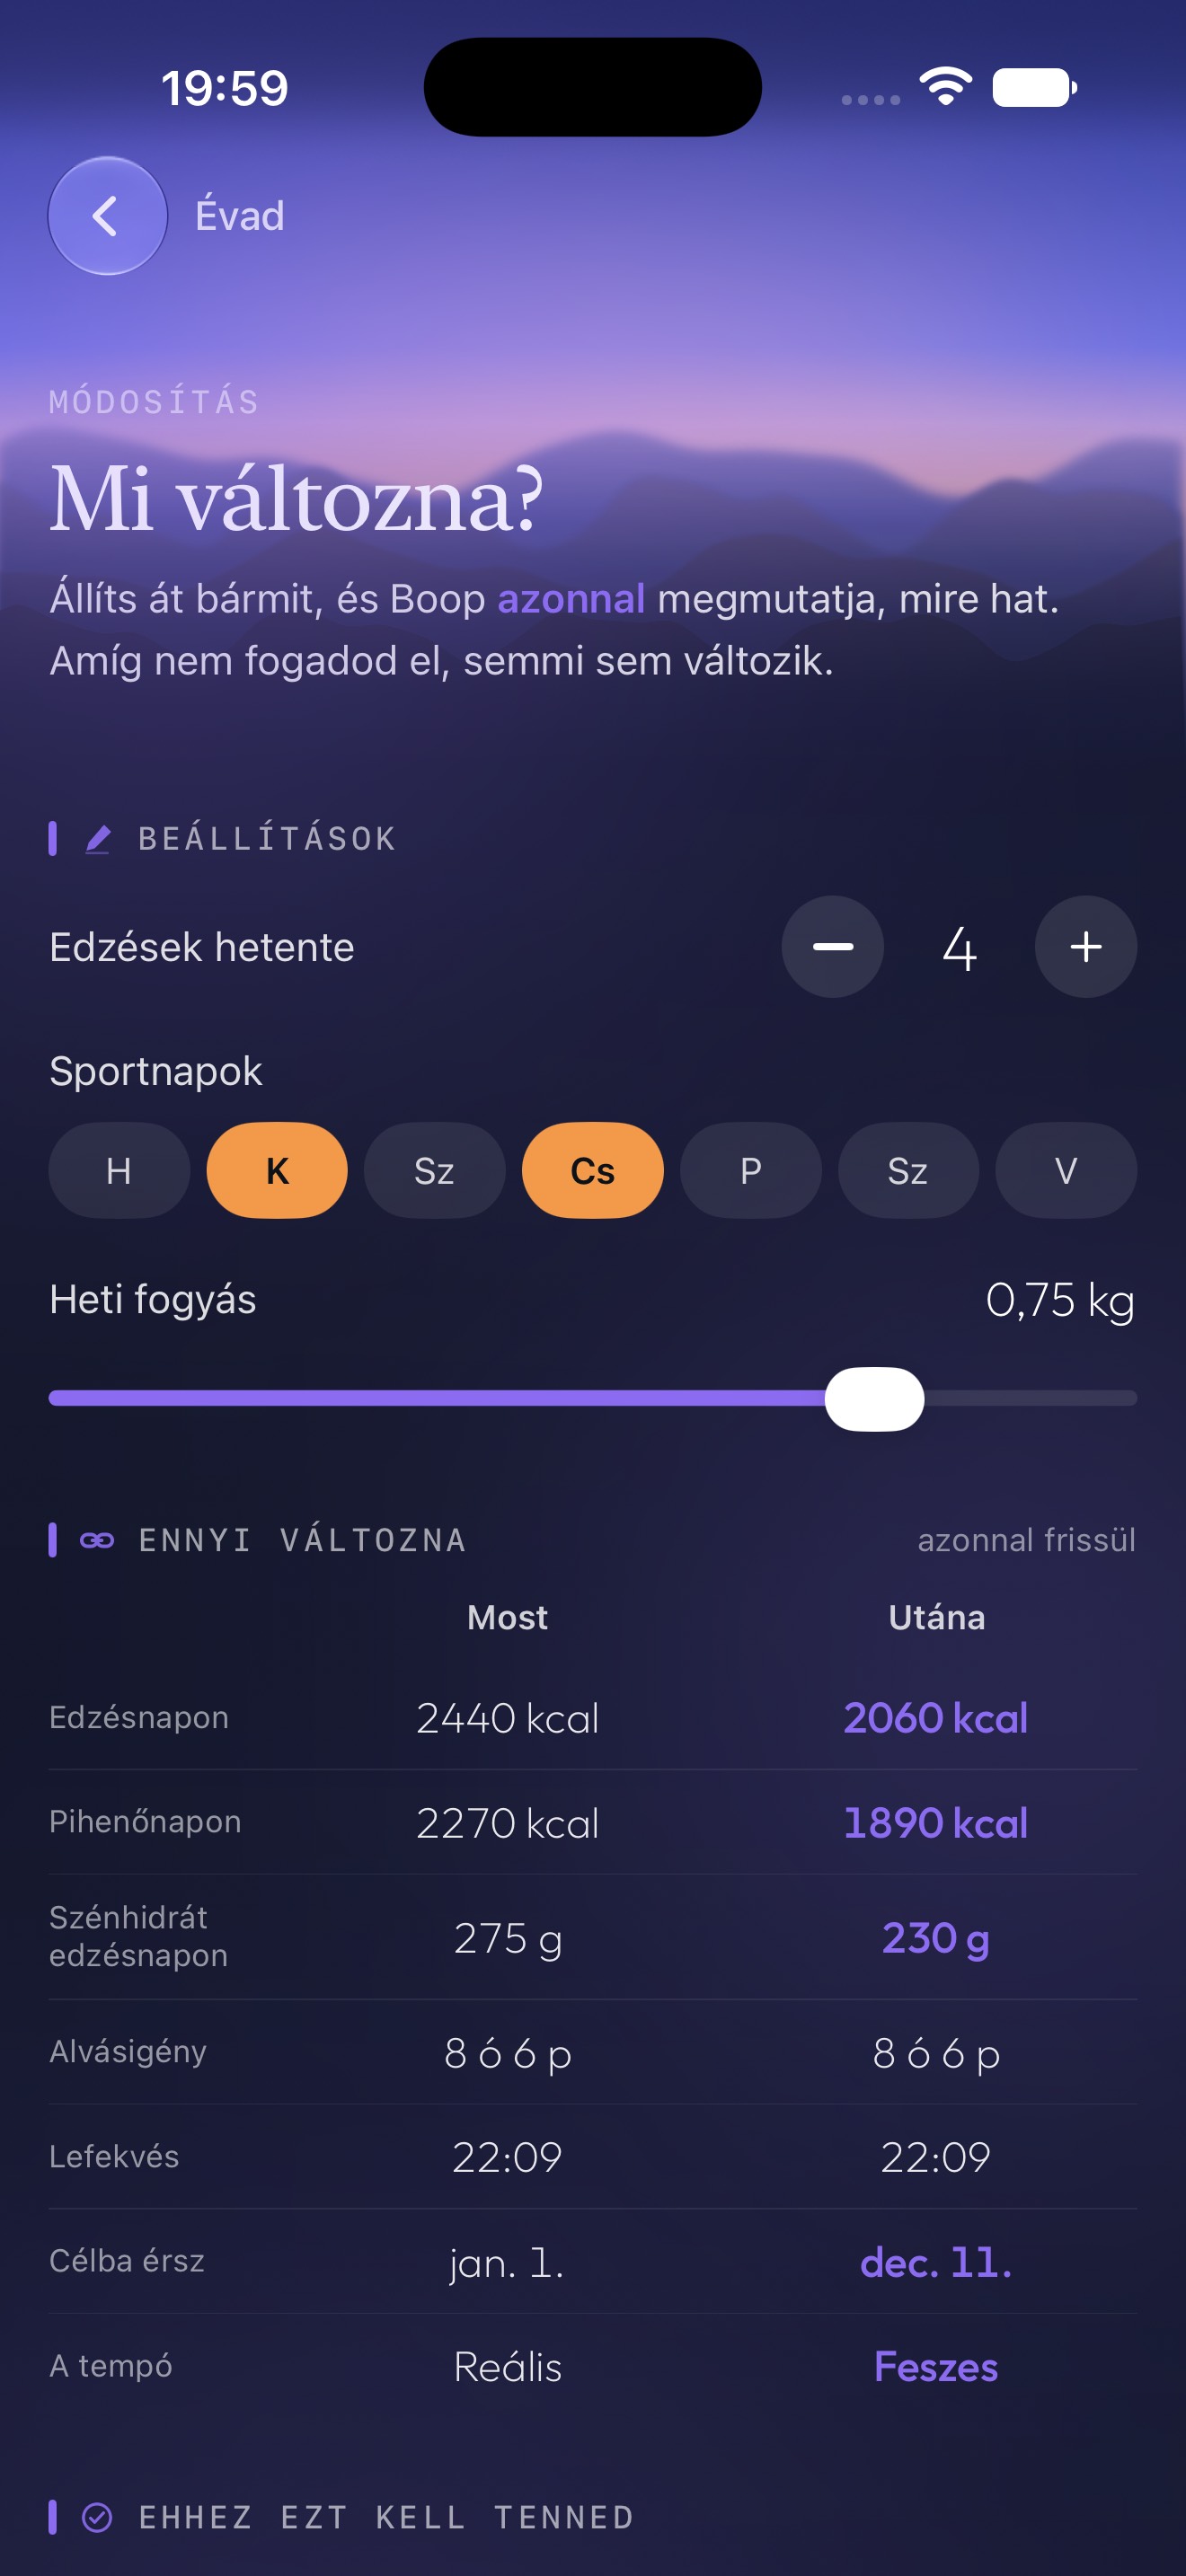 19:59
Évad
MÓDOSÍTÁS
Mi változna?
Állíts át bármit, és Boop azonnal megmutatja, mire hat.
Amíg nem fogadod el, semmi sem változik.
BEÁLLÍTÁSOK
Edzések hetente 4
Sportnapok
H K Sz Cs P Sz V
Heti fogyás 0,75 kg
ENNYI VÁLTOZNA azonnal frissül
Most Utána
Edzésnapon 2440 kcal 2060 kcal
Pihenőnapon 2270 kcal 1890 kcal
Szénhidrát
edzésnapon 275 g 230 g
Alvásigény 8 ó 6 p 8 ó 6 p
Lefekvés 22:09 22:09
Célba érsz jan. 1. dec. 11.
A tempó Reális Feszes
EHHEZ EZT KELL TENNED